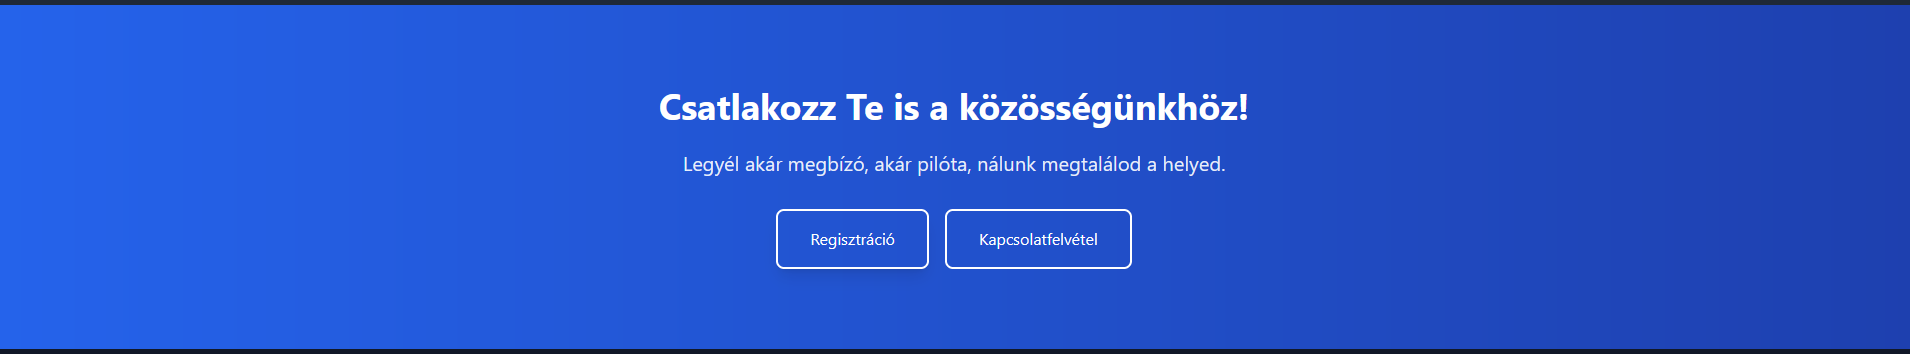 Csatlakozz Te is a közösségünkhöz!
Legyél akár megbízó, akár pilóta, nálunk megtalálod a helyed.
Regisztráció
Kapcsolatfelvétel